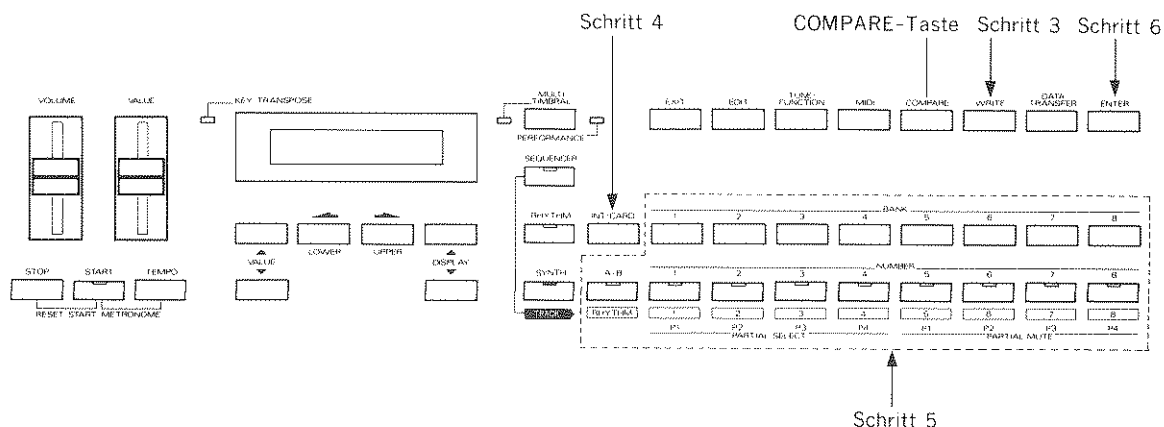 Schritt 4
COMPARE-Taste Schritt 3 Schritt 6
VOLUME VALUE KEY TRANSPOSE MULTI TIMBRAL EXIT EDIT TUNE/FUNCTION MIDI COMPARE WRITE DATA TRANSFER ENTER
PERFORMANCE
SEQUENCER
RHYTHM INT·CARD BANK
1 2 3 4 5 6 7 8
VALUE LOWER UPPER DISPLAY
STOP START TEMPO SYNTH A·B NUMBER
1 2 3 4 5 6 7 8
RESET START METRONOME
TRACK RHYTHM 1 2 3 4 5 6 7 8
P1 P2 P3 P4 P1 P2 P3 P4
PARTIAL SELECT PARTIAL MUTE
Schritt 5